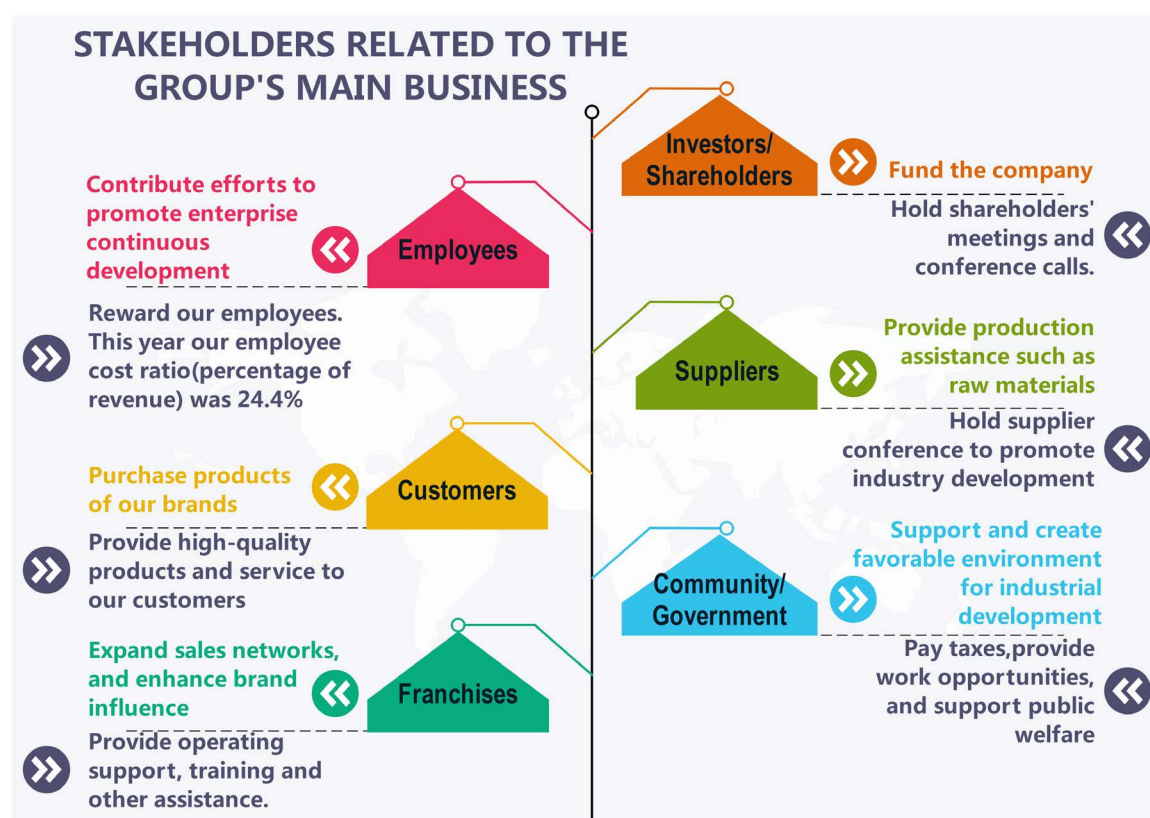 STAKEHOLDERS RELATED TO THE
GROUP'S MAIN BUSINESS
Contribute efforts to
promote enterprise
continuous
development
Employees
Reward our employees.
This year our employee
cost ratio(percentage of
revenue) was 24.4%
Purchase products
of our brands
Customers
Provide high-quality
products and service to
our customers
Expand sales networks,
and enhance brand
influence
Franchises
Provide operating
support, training and
other assistance.
Investors/
Shareholders
Fund the company
Hold shareholders'
meetings and
conference calls.
Suppliers
Provide production
assistance such as
raw materials
Hold supplier
conference to promote
industry development
Community/
Government
Support and create
favorable environment
for industrial
development
Pay taxes,provide
work opportunities,
and support public
welfare